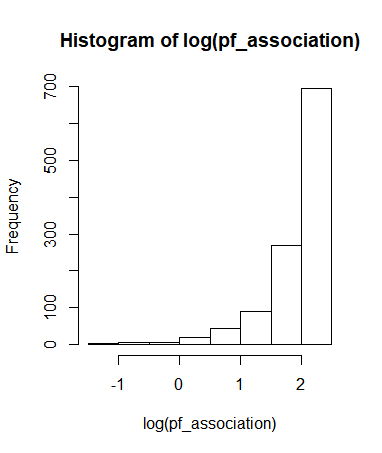 Histogram of log(pf_association)
700
500
300
100
0
Frequency
-1 0 1 2
log(pf_association)